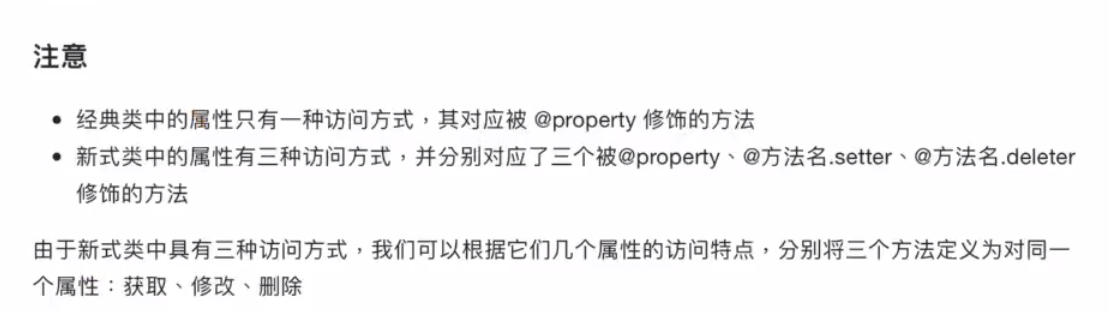 注意
• 经典类中的属性只有一种访问方式，其对应被 @property 修饰的方法
• 新式类中的属性有三种访问方式，并分别对应了三个被@property、@方法名.setter、@方法名.deleter
修饰的方法
由于新式类中具有三种访问方式，我们可以根据它们几个属性的访问特点，分别将三个方法定义为对同一
个属性：获取、修改、删除